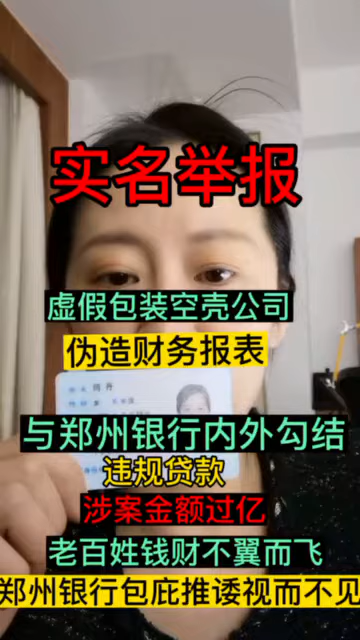 实名举报
虚假包装空壳公司
伪造财务报表
与郑州银行内外勾结
违规贷款
涉案金额过亿
老百姓钱财不翼而飞
郑州银行包庇推诿视而不见